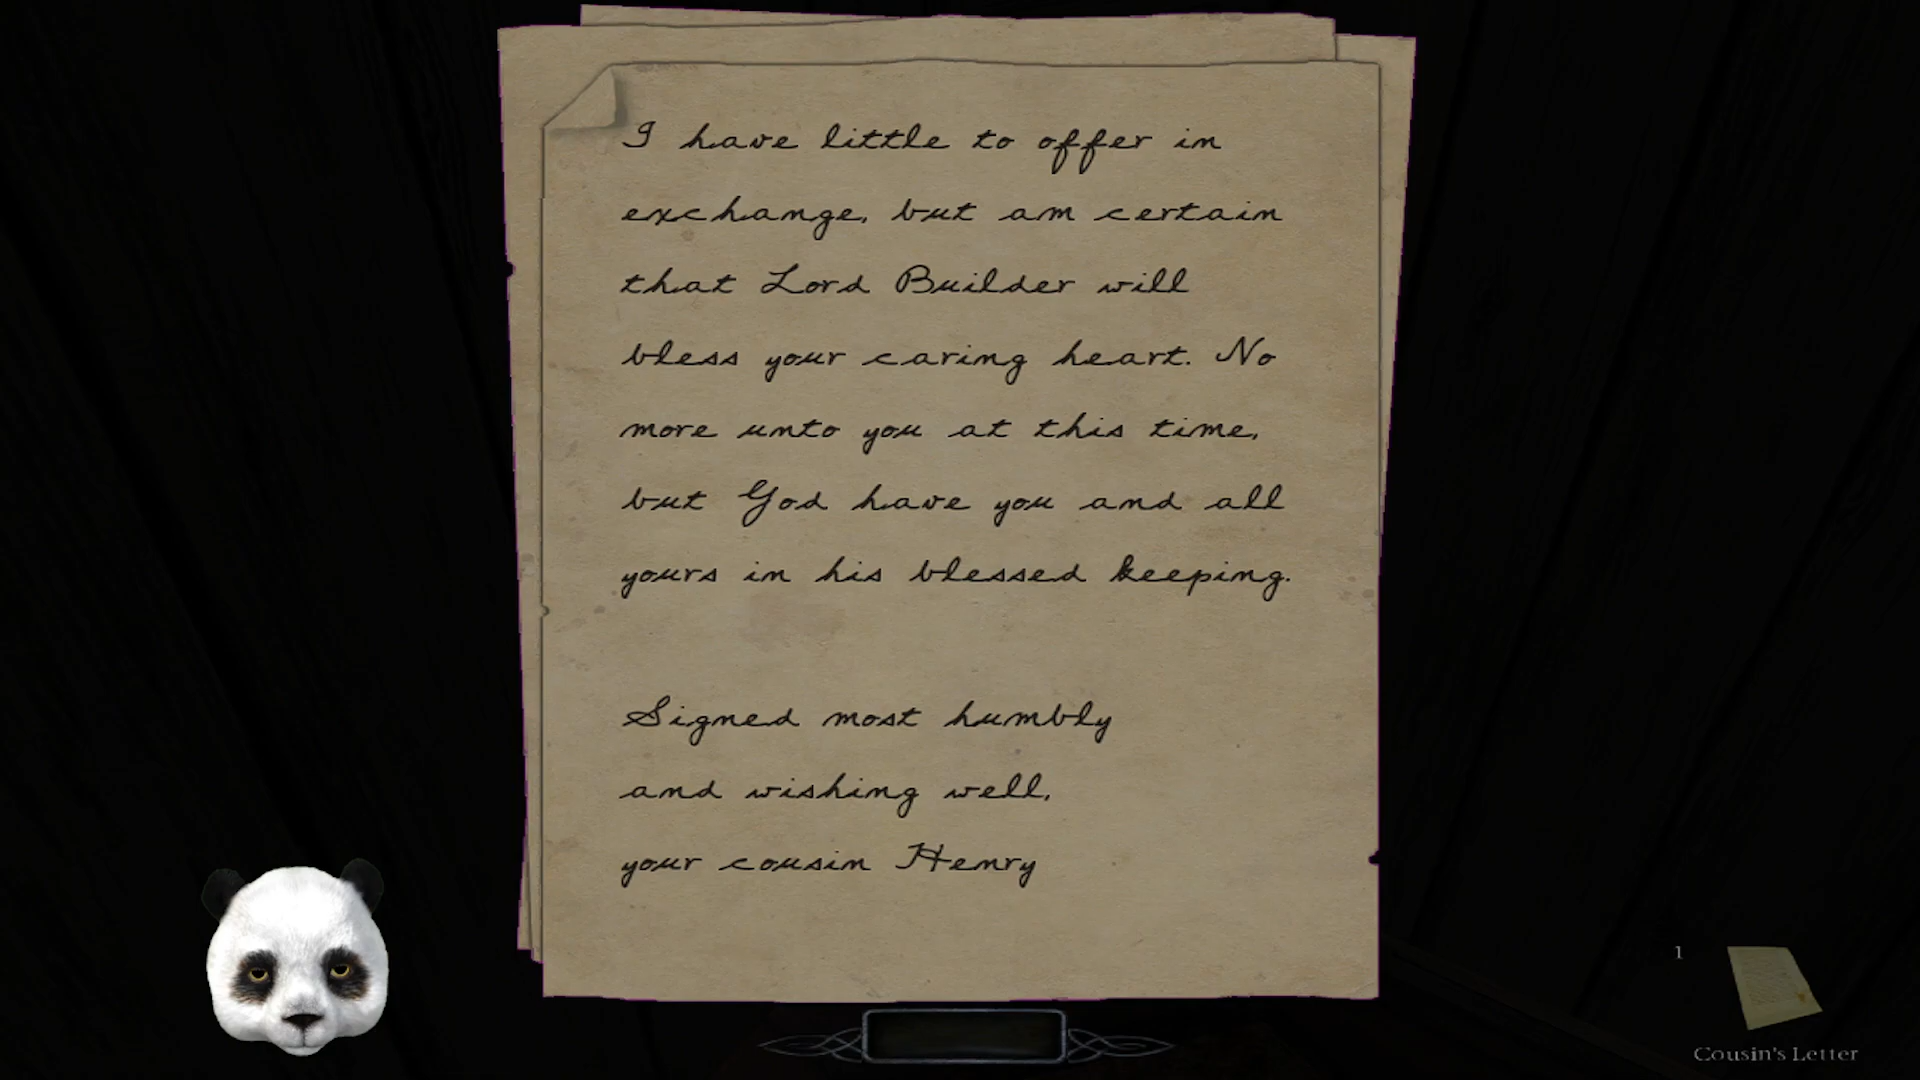 I have little to offer in
exchange, but am certain
that Lord Builder will
bless your caring heart. No
more unto you at this time,
but God have you and all
yours in his blessed keeping.
Signed most humbly
and wishing well,
your cousin Henry
1
Cousin's Letter